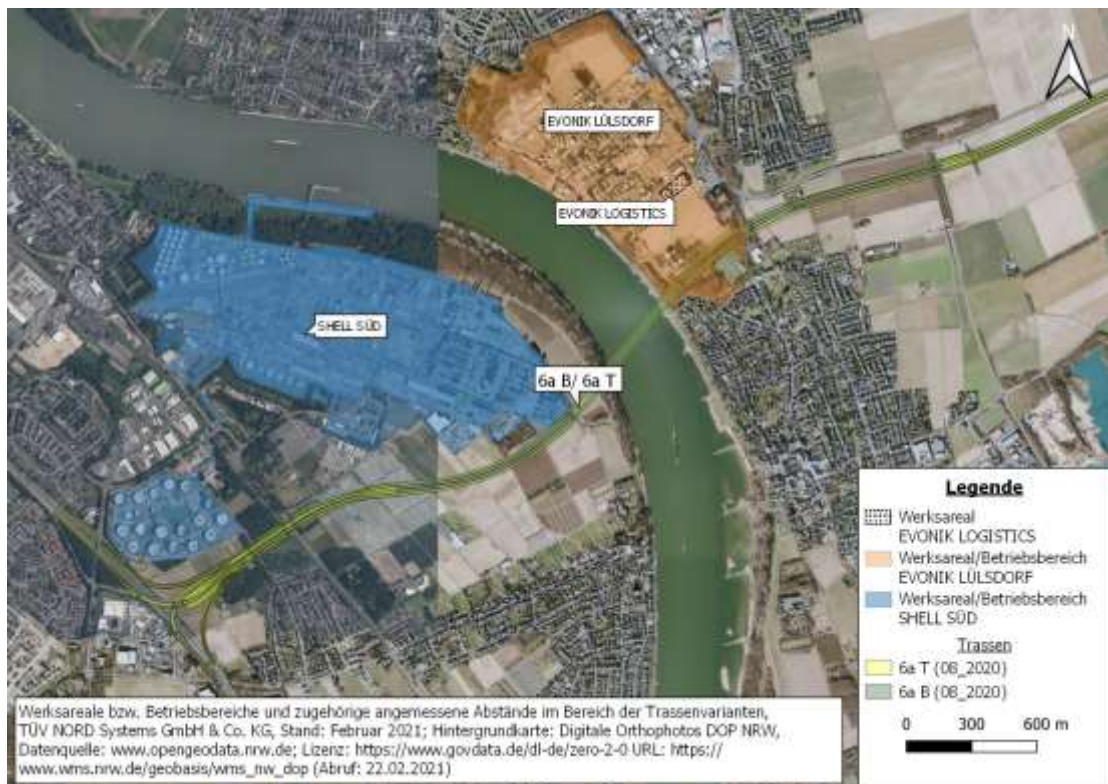 N
EVONIK LÜLSDORF
EVONIK LOGISTICS
SHELL SÜD
6a B/ 6a T
Legende
Werksareal
EVONIK LOGISTICS
Werksareal/Betriebsbereich
EVONIK LÜLSDORF
Werksareal/Betriebsbereich
SHELL SÜD
Trassen
6a T (08_2020)
6a B (08_2020)
0 300 600 m
Werksareale bzw. Betriebsbereiche und zugehörige angemessene Abstände im Bereich der Trassenvarianten,
TÜV NORD Systems GmbH & Co. KG, Stand: Februar 2021; Hintergrundkarte: Digitale Orthophotos DOP NRW,
Datenquelle: www.opengeodata.nrw.de; Lizenz: https://www.govdata.de/dl-de/zero-2-0 URL: https://
www.wms.nrw.de/geobasis/wms_nw_dop (Abruf: 22.02.2021)